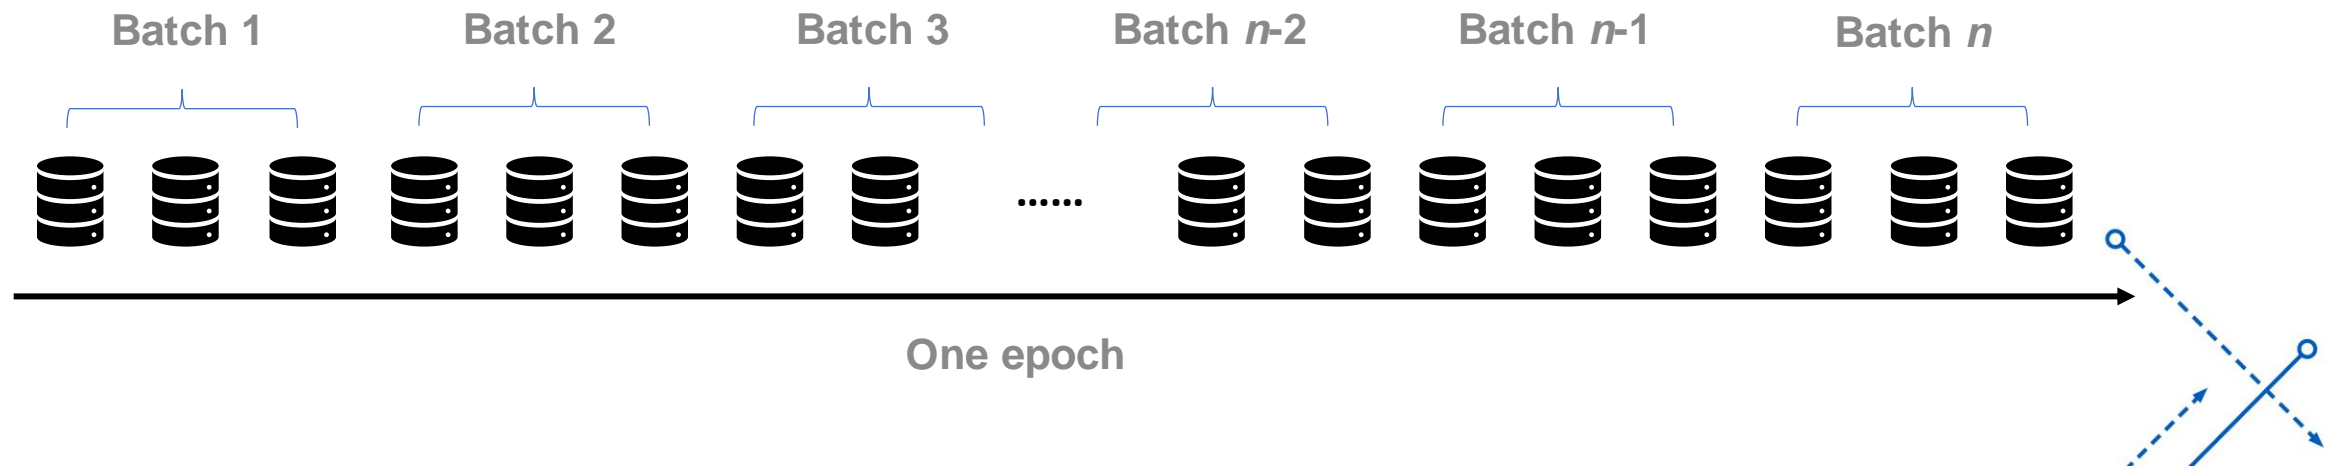 Batch 1
Batch 2
Batch 3
Batch n-2
Batch n-1
Batch n
......
One epoch